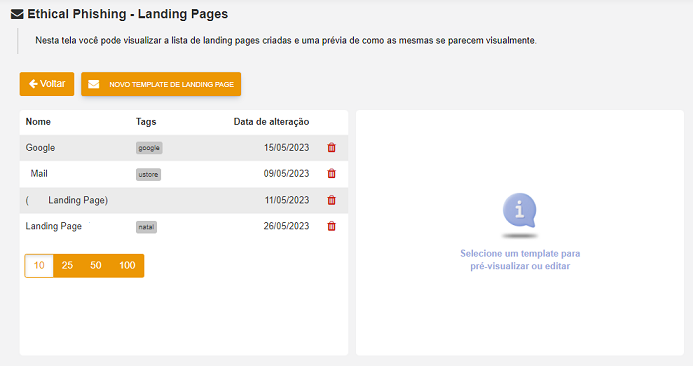 Ethical Phishing - Landing Pages
Nesta tela você pode visualizar a lista de landing pages criadas e uma prévia de como as mesmas se parecem visualmente.
Voltar NOVO TEMPLATE DE LANDING PAGE
Nome Tags Data de alteração
Google google 15/05/2023
Mail ustore 09/05/2023
( Landing Page) 11/05/2023
Landing Page natal 26/05/2023
10 25 50 100
Selecione um template para
pré-visualizar ou editar